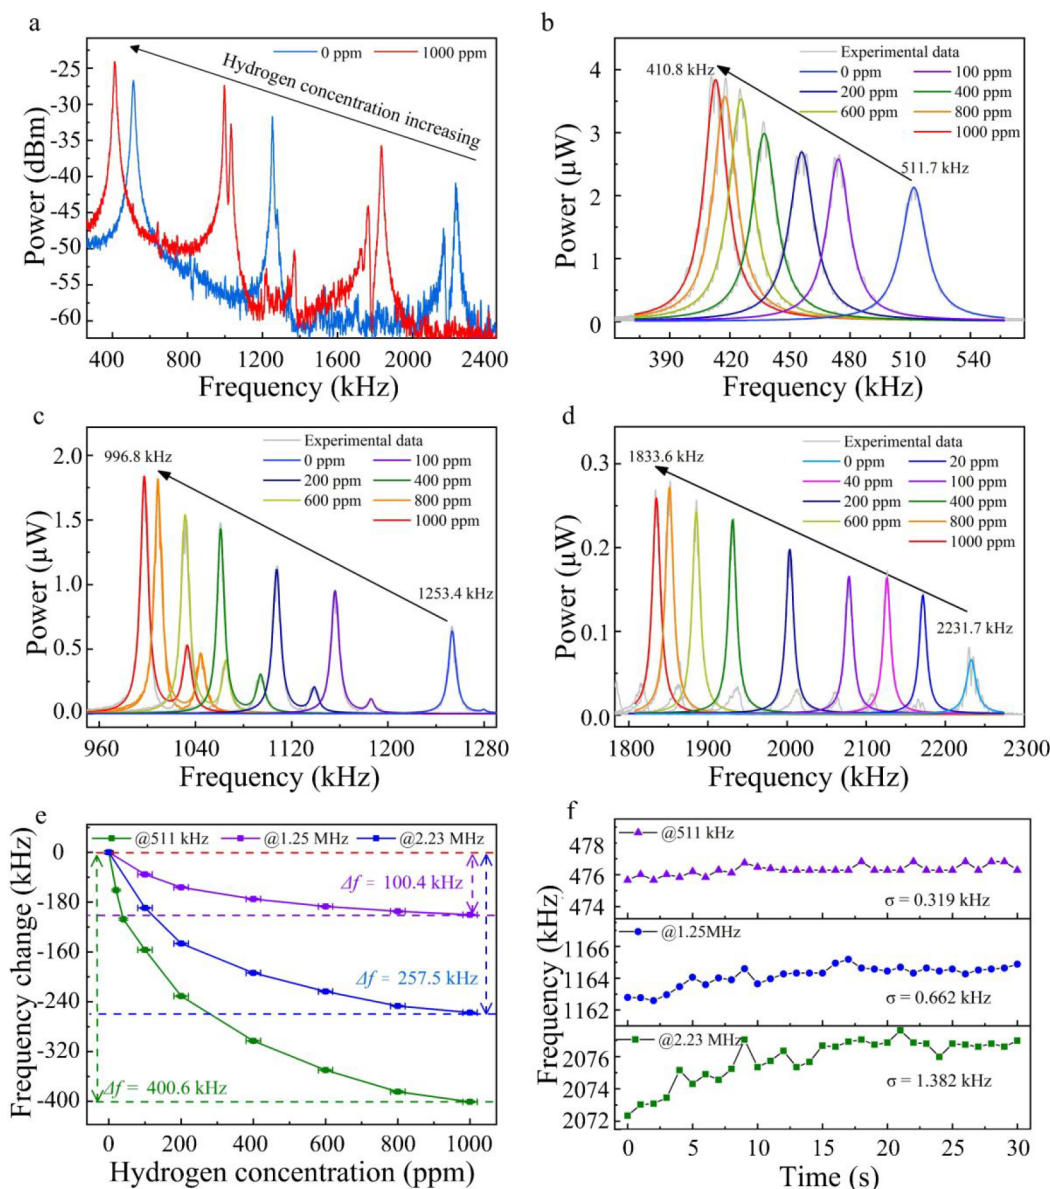 a
0 ppm 1000 ppm
Hydrogen concentration increasing
-25
-30
-35
-40
-45
-50
-55
-60
Power (dBm)
400 800 1200 1600 2000 2400
Frequency (kHz)
b
Experimental data
0 ppm 100 ppm
200 ppm 400 ppm
600 ppm 800 ppm
1000 ppm
410.8 kHz
511.7 kHz
4
3
2
1
0
Power (μW)
390 420 450 480 510 540
Frequency (kHz)
c
Experimental data
0 ppm 100 ppm
200 ppm 400 ppm
600 ppm 800 ppm
1000 ppm
996.8 kHz
1253.4 kHz
2.0
1.5
1.0
0.5
0.0
Power (μW)
960 1040 1120 1200 1280
Frequency (kHz)
d
Experimental data
0 ppm 20 ppm
40 ppm 100 ppm
200 ppm 400 ppm
600 ppm 800 ppm
1000 ppm
1833.6 kHz
2231.7 kHz
0.3
0.2
0.1
0.0
Power (μW)
1800 1900 2000 2100 2200 2300
Frequency (kHz)
e
@511 kHz @1.25 MHz @2.23 MHz
0
-80
-160
-240
-320
-400
Frequency change (kHz)
Δf = 100.4 kHz
Δf = 257.5 kHz
Δf = 400.6 kHz
0 200 400 600 800 1000
Hydrogen concentration (ppm)
f
@511 kHz
478
476
474
σ = 0.319 kHz
@1.25MHz
1166
1164
1162
σ = 0.662 kHz
@2.23 MHz
2076
2074
2072
σ = 1.382 kHz
Frequency (kHz)
0 5 10 15 20 25 30
Time (s)